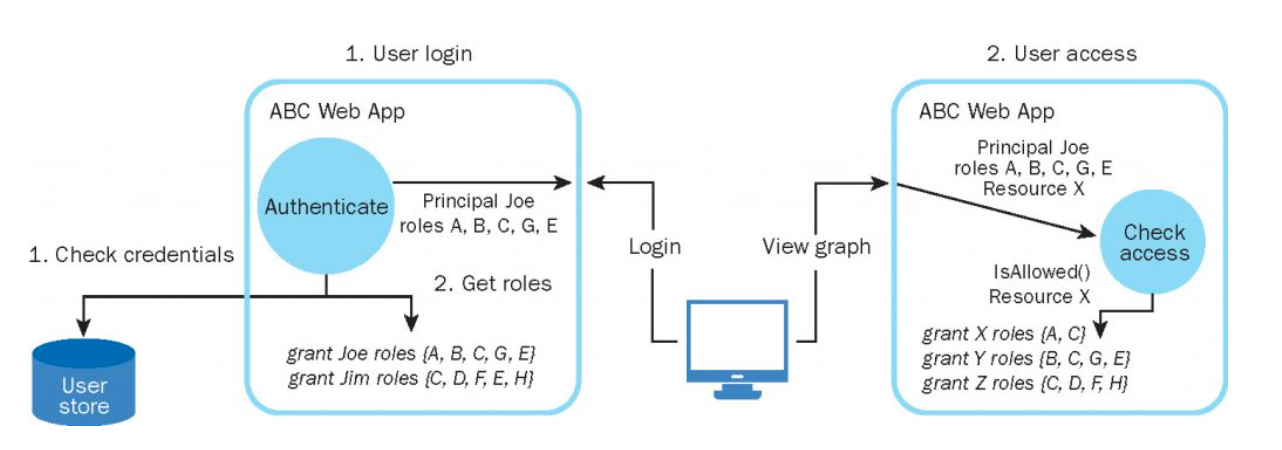 1. User login
ABC Web App
Authenticate
Principal Joe
roles A, B, C, G, E
1. Check credentials
2. Get roles
grant Joe roles {A, B, C, G, E}
grant Jim roles {C, D, F, E, H}
User
store
Login
View graph
2. User access
ABC Web App
Principal Joe
roles A, B, C, G, E
Resource X
Check
access
IsAllowed()
Resource X
grant X roles {A, C}
grant Y roles {B, C, G, E}
grant Z roles {C, D, F, H}